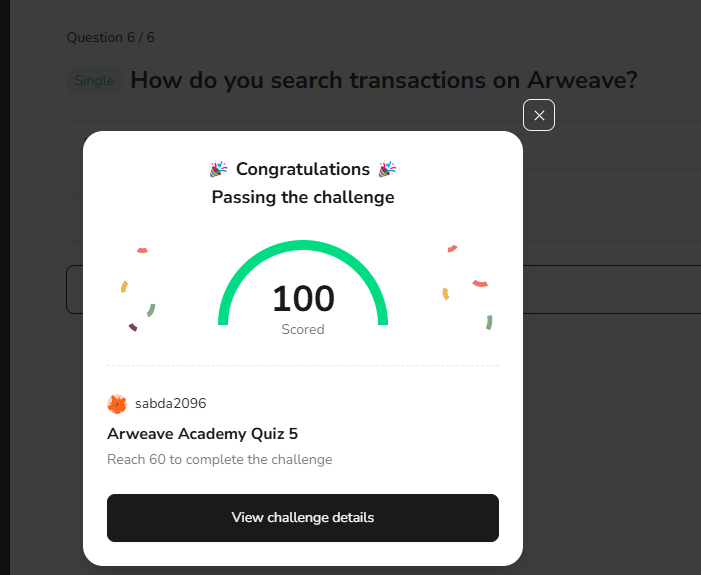 Question 6 / 6
Single How do you search transactions on Arweave?
🎉 Congratulations 🎉
Passing the challenge
100
Scored
sabda2096
Arweave Academy Quiz 5
Reach 60 to complete the challenge
View challenge details